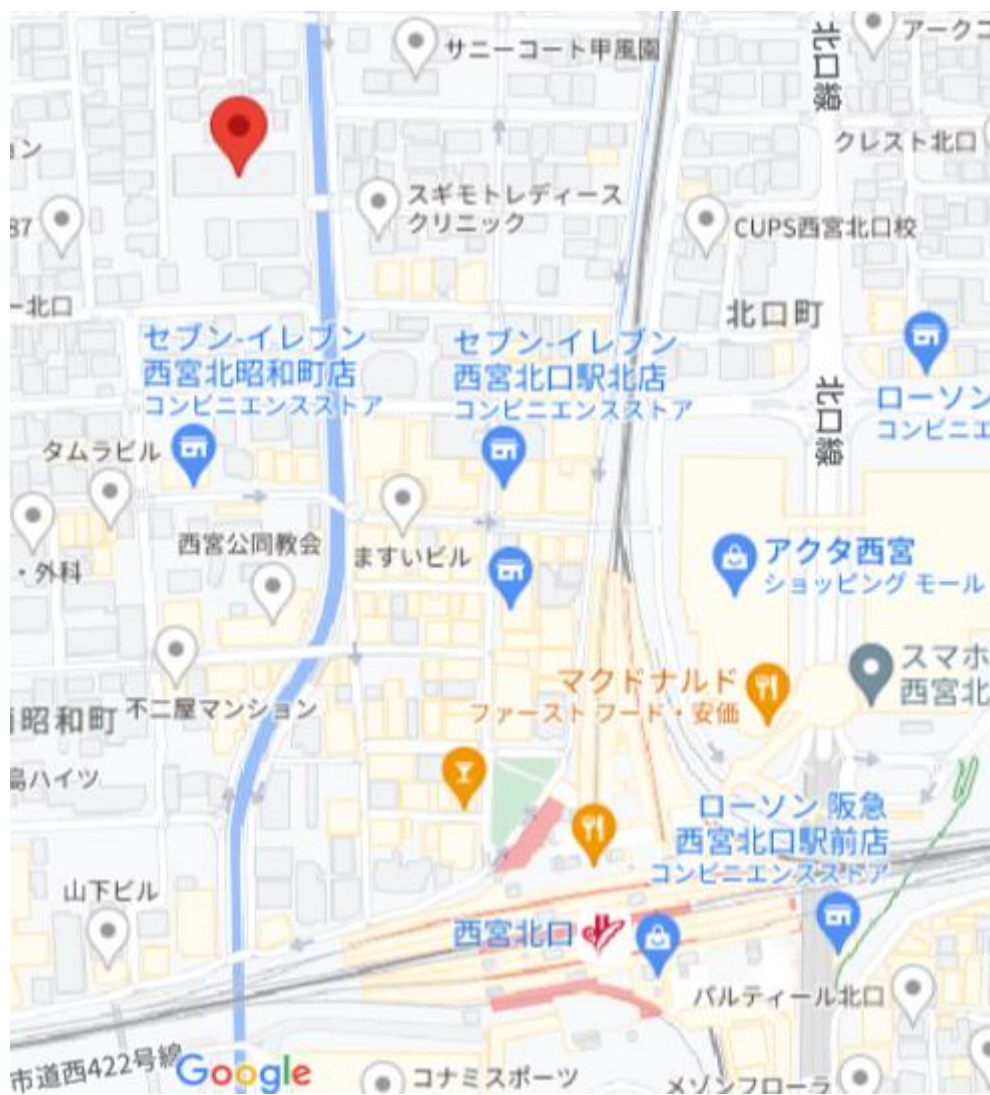 サニーコート甲風園
北口線
アークコ
クレスト北口
ョン
スギモトレディース
クリニック
87
CUPS西宮北口校
ー北口
北口町
セブン-イレブン
西宮北昭和町店
コンビニエンスストア
セブン-イレブン
西宮北口駅北店
コンビニエンスストア
ローソン
コンビニエ
北口線
タムラビル
西宮公同教会
ますいビル
・外科
アクタ西宮
ショッピング モール
スマホ
西宮北
マクドナルド
ファースト フード・安価
昭和町
不二屋マンション
島ハイツ
ローソン 阪急
西宮北口駅前店
コンビニエンスストア
山下ビル
西宮北口
パルティール北口
市道西422号線
Google
コナミスポーツ
メゾンフローラ